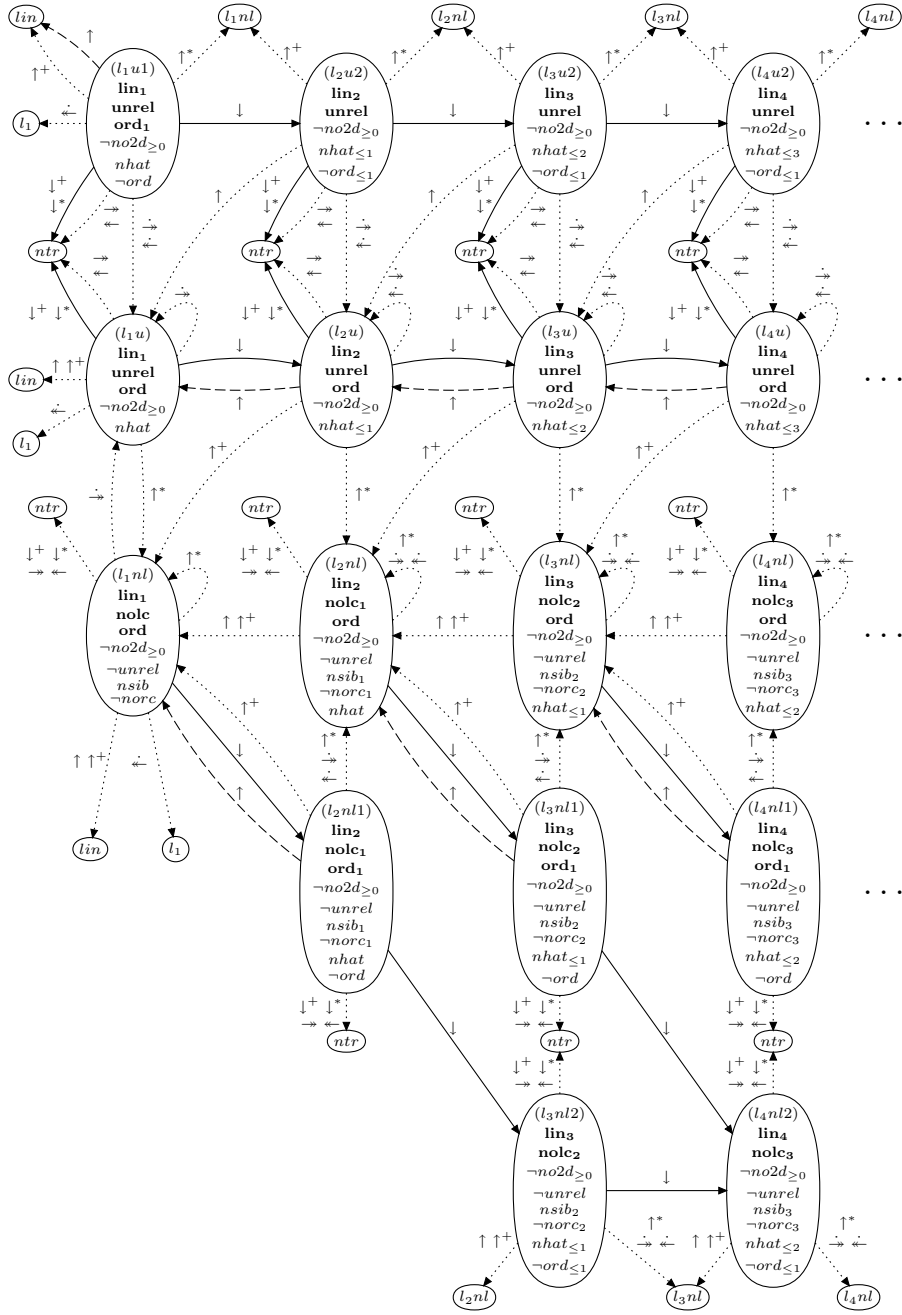 lin
l₁nl
l₂nl
l₃nl
l₄nl
↑
↑⁺
↑*
↑⁺
↑*
↑⁺
↑*
↑⁺
↑*
(l₁u1)
lin₁
unrel
ord₁
¬no2d≥0
nhat
¬ord
(l₂u2)
lin₂
unrel
¬no2d≥0
nhat≤1
¬ord≤1
(l₃u2)
lin₃
unrel
¬no2d≥0
nhat≤2
¬ord≤1
(l₄u2)
lin₄
unrel
¬no2d≥0
nhat≤3
¬ord≤1
l₁
↓
↓
↓
· · ·
↓⁺
↓*
↓⁺
↓*
↓⁺
↓*
↓⁺
↓*
↑
↑
↑
ntr
ntr
ntr
ntr
↓⁺ ↓*
↓⁺ ↓*
↓⁺ ↓*
↓⁺ ↓*
(l₁u)
lin₁
unrel
ord
¬no2d≥0
nhat
(l₂u)
lin₂
unrel
ord
¬no2d≥0
nhat≤1
(l₃u)
lin₃
unrel
ord
¬no2d≥0
nhat≤2
(l₄u)
lin₄
unrel
ord
¬no2d≥0
nhat≤3
lin
↑ ↑⁺
l₁
↓
↑
↓
↑
↓
↑
· · ·
↑*
↑⁺
↑*
↑⁺
↑*
↑⁺
↑*
ntr
ntr
ntr
ntr
↓⁺ ↓*
↠ ↞
↓⁺ ↓*
↠ ↞
↓⁺ ↓*
↠ ↞
↓⁺ ↓*
↠ ↞
↑*
↑*
↑*
↑*
(l₁nl)
lin₁
nolc
ord
¬no2d≥0
¬unrel
nsib
¬norc
(l₂nl)
lin₂
nolc₁
ord
¬no2d≥0
¬unrel
nsib₁
¬norc₁
nhat
(l₃nl)
lin₃
nolc₂
ord
¬no2d≥0
¬unrel
nsib₂
¬norc₂
nhat≤1
(l₄nl)
lin₄
nolc₃
ord
¬no2d≥0
¬unrel
nsib₃
¬norc₃
nhat≤2
↑ ↑⁺
↑ ↑⁺
↑ ↑⁺
· · ·
↑ ↑⁺
↑⁺
↓
↑
↑*
↑⁺
↓
↑
↑*
↑⁺
↓
↑
↑*
lin
l₁
(l₂nl1)
lin₂
nolc₁
ord₁
¬no2d≥0
¬unrel
nsib₁
¬norc₁
nhat
¬ord
(l₃nl1)
lin₃
nolc₂
ord₁
¬no2d≥0
¬unrel
nsib₂
¬norc₂
nhat≤1
¬ord
(l₄nl1)
lin₄
nolc₃
ord₁
¬no2d≥0
¬unrel
nsib₃
¬norc₃
nhat≤2
¬ord
· · ·
↓⁺ ↓*
↠ ↞
↓⁺ ↓*
↠ ↞
↓⁺ ↓*
↠ ↞
↓
↓
ntr
ntr
ntr
↓⁺ ↓*
↠ ↞
↓⁺ ↓*
↠ ↞
(l₃nl2)
lin₃
nolc₂
¬no2d≥0
¬unrel
nsib₂
¬norc₂
nhat≤1
¬ord≤1
(l₄nl2)
lin₄
nolc₃
¬no2d≥0
¬unrel
nsib₃
¬norc₃
nhat≤2
¬ord≤1
↓
↑ ↑⁺
↑*
↑ ↑⁺
↑*
l₂nl
l₃nl
l₄nl